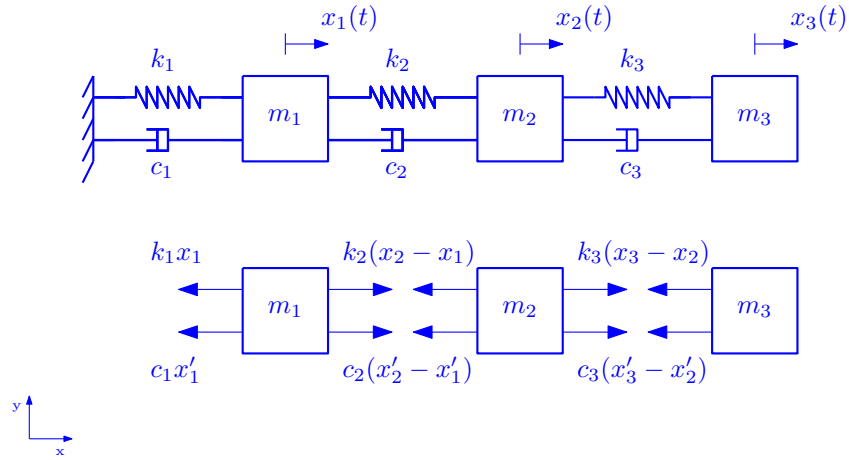 x₁(t) x₂(t) x₃(t)
k₁ k₂ k₃
m₁ m₂ m₃
c₁ c₂ c₃
k₁x₁ k₂(x₂ − x₁) k₃(x₃ − x₂)
m₁ m₂ m₃
c₁x′₁ c₂(x′₂ − x′₁) c₃(x′₃ − x′₂)
y
x